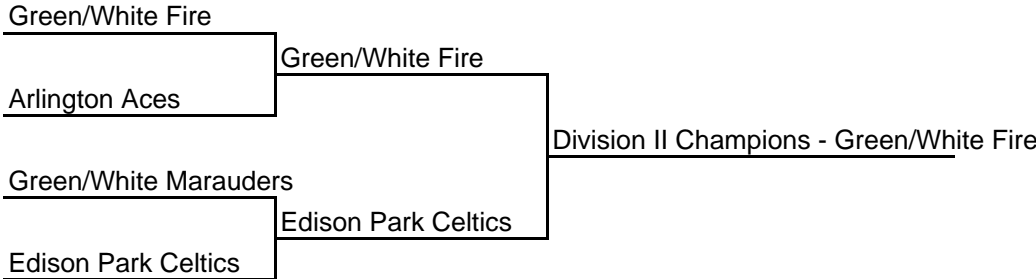 Green/White Fire
Green/White Fire
Arlington Aces
Division II Champions - Green/White Fire
Green/White Marauders
Edison Park Celtics
Edison Park Celtics